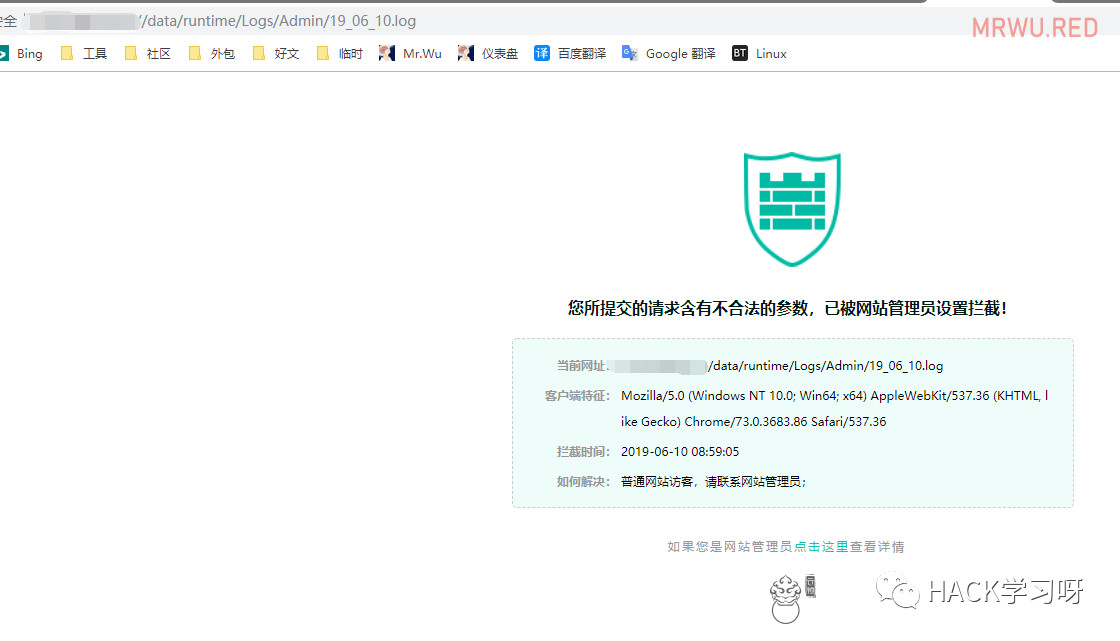 安全 /data/runtime/Logs/Admin/19_06_10.log
MRWU.RED
Bing 工具 社区 外包 好文 临时 Mr.Wu 仪表盘 译 百度翻译 Google 翻译 BT Linux
您所提交的请求含有不合法的参数，已被网站管理员设置拦截！
当前网址: /data/runtime/Logs/Admin/19_06_10.log
客户端特征： Mozilla/5.0 (Windows NT 10.0; Win64; x64) AppleWebKit/537.36 (KHTML, l
ike Gecko) Chrome/73.0.3683.86 Safari/537.36
拦截时间： 2019-06-10 08:59:05
如何解决： 普通网站访客，请联系网站管理员；
如果您是网站管理员点击这里查看详情
HACK学习呀